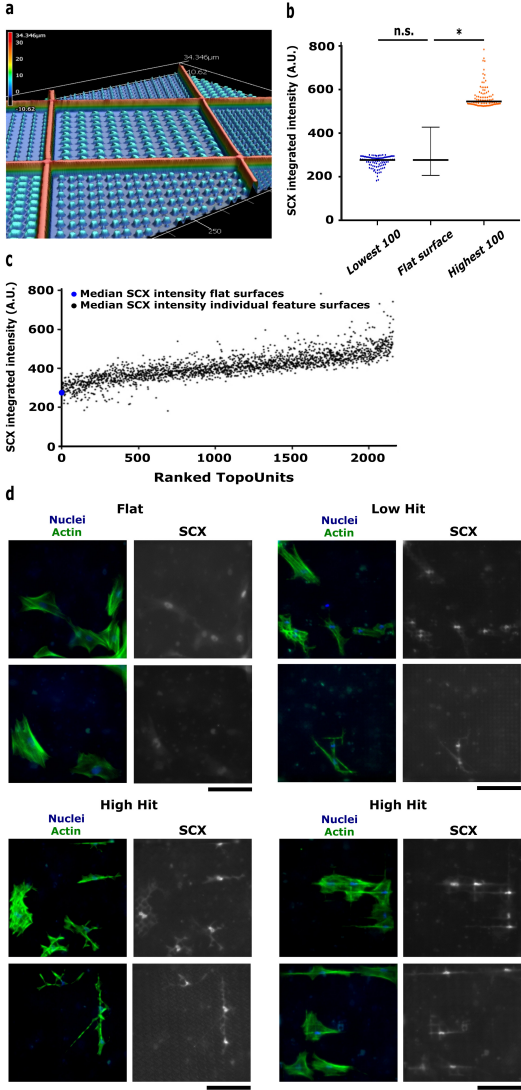 a
34.346μm
30
20
10
0
-10.62
34.346μm
10.62
250
b
n.s.
*
SCX integrated intensity (A.U.)
800
600
400
200
0
Lowest 100
Flat surface
Highest 100
c
SCX integrated intensity (A.U.)
800
600
400
200
0
Median SCX intensity flat surfaces
Median SCX intensity individual feature surfaces
0 500 1000 1500 2000
Ranked TopoUnits
d
Flat
Nuclei
Actin
SCX
Low Hit
Nuclei
Actin
SCX
High Hit
Nuclei
Actin
SCX
High Hit
Nuclei
Actin
SCX